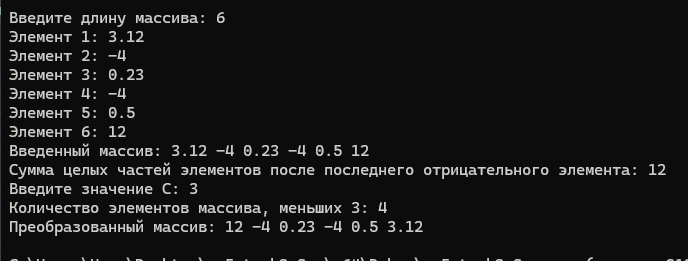 Введите длину массива: 6
Элемент 1: 3.12
Элемент 2: -4
Элемент 3: 0.23
Элемент 4: -4
Элемент 5: 0.5
Элемент 6: 12
Введенный массив: 3.12 -4 0.23 -4 0.5 12
Сумма целых частей элементов после последнего отрицательного элемента: 12
Введите значение C: 3
Количество элементов массива, меньших 3: 4
Преобразованный массив: 12 -4 0.23 -4 0.5 3.12